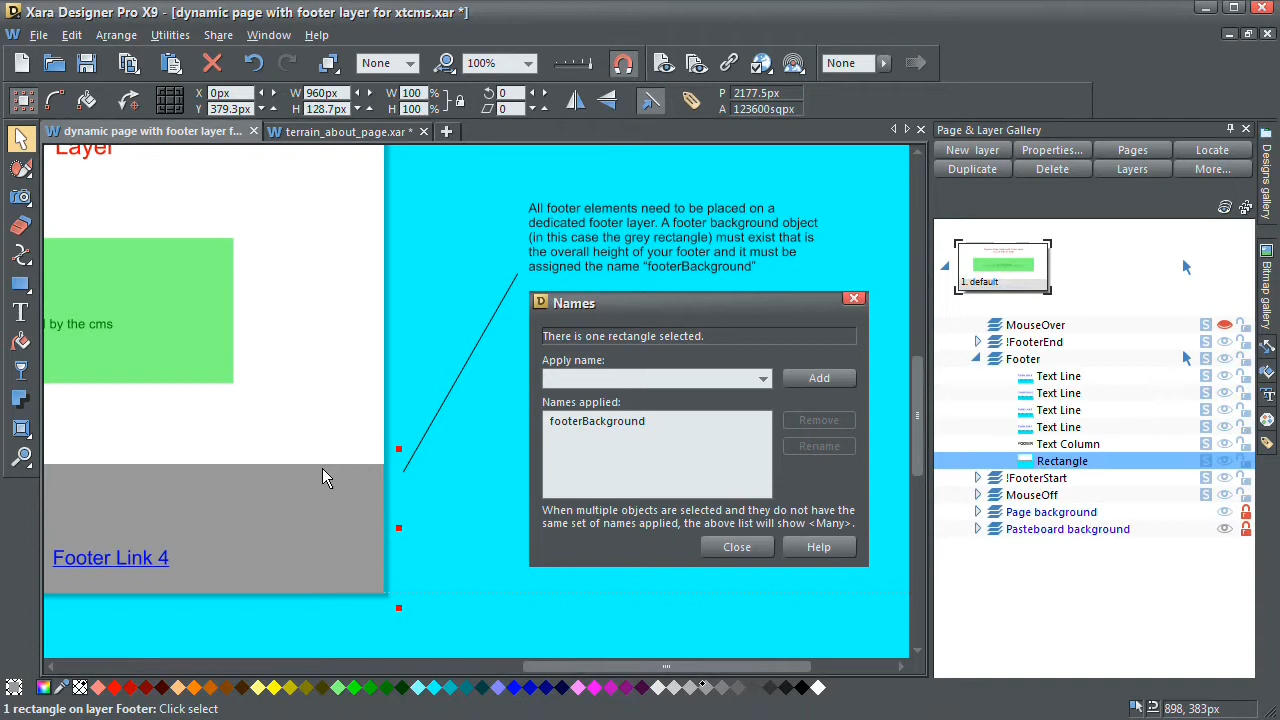 Xara Designer Pro X9 - [dynamic page with footer layer for xtcms.xar *]
File Edit Arrange Utilities Share Window Help
None 100% None
X 0px W 960px W 100 0 P 2177.5px
Y 379.3px H 128.7px H 100 0 A 123600sqpx
dynamic page with footer layer f... terrain_about_page.xar *
Page & Layer Gallery
New layer Properties... Pages Locate
Duplicate Delete Layers More...
Layer
All footer elements need to be placed on a
dedicated footer layer. A footer background object
(in this case the grey rectangle) must exist that is
the overall height of your footer and it must be
assigned the name “footerBackground”
d by the cms
Footer Link 4
Names
There is one rectangle selected.
Apply name:
Add
Names applied:
footerBackground
Remove
Rename
When multiple objects are selected and they do not have the
same set of names applied, the above list will show <Many>.
Close Help
1. default
MouseOver
!FooterEnd
Footer
Text Line
Text Line
Text Line
Text Line
Text Column
Rectangle
!FooterStart
MouseOff
Page background
Pasteboard background
Designs gallery
1 rectangle on layer Footer: Click select
898, 383px